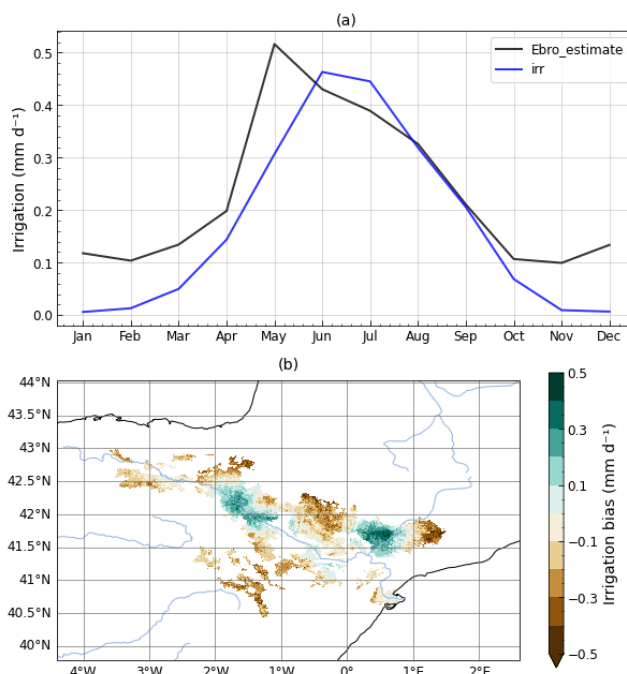 (a)
Irrigation (mm d⁻¹)
0.5
0.4
0.3
0.2
0.1
0.0
Ebro_estimate
irr
Jan Feb Mar Apr May Jun Jul Aug Sep Oct Nov Dec
(b)
44°N
43.5°N
43°N
42.5°N
42°N
41.5°N
41°N
40.5°N
40°N
4°W 3°W 2°W 1°W 0° 1°E 2°E
0.5
0.3
0.1
−0.1
−0.3
−0.5
Irrigation bias (mm d⁻¹)